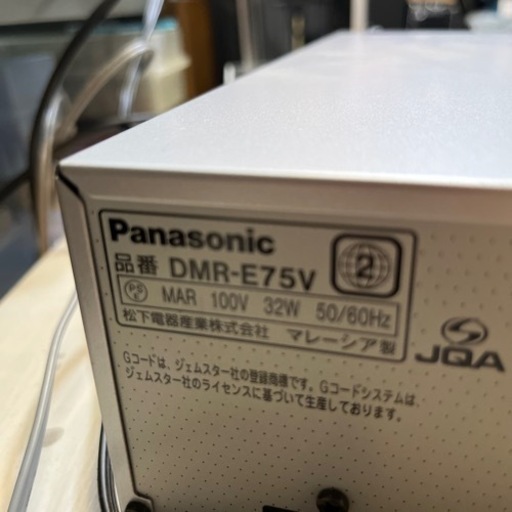 Panasonic
品番 DMR-E75V
2
PS E MAR 100V 32W 50/60Hz
松下電器産業株式会社 マレーシア製
JQA
Gコードは、ジェムスター社の登録商標です。Gコードシステムは、
ジェムスター社のライセンスに基づいて生産しております。